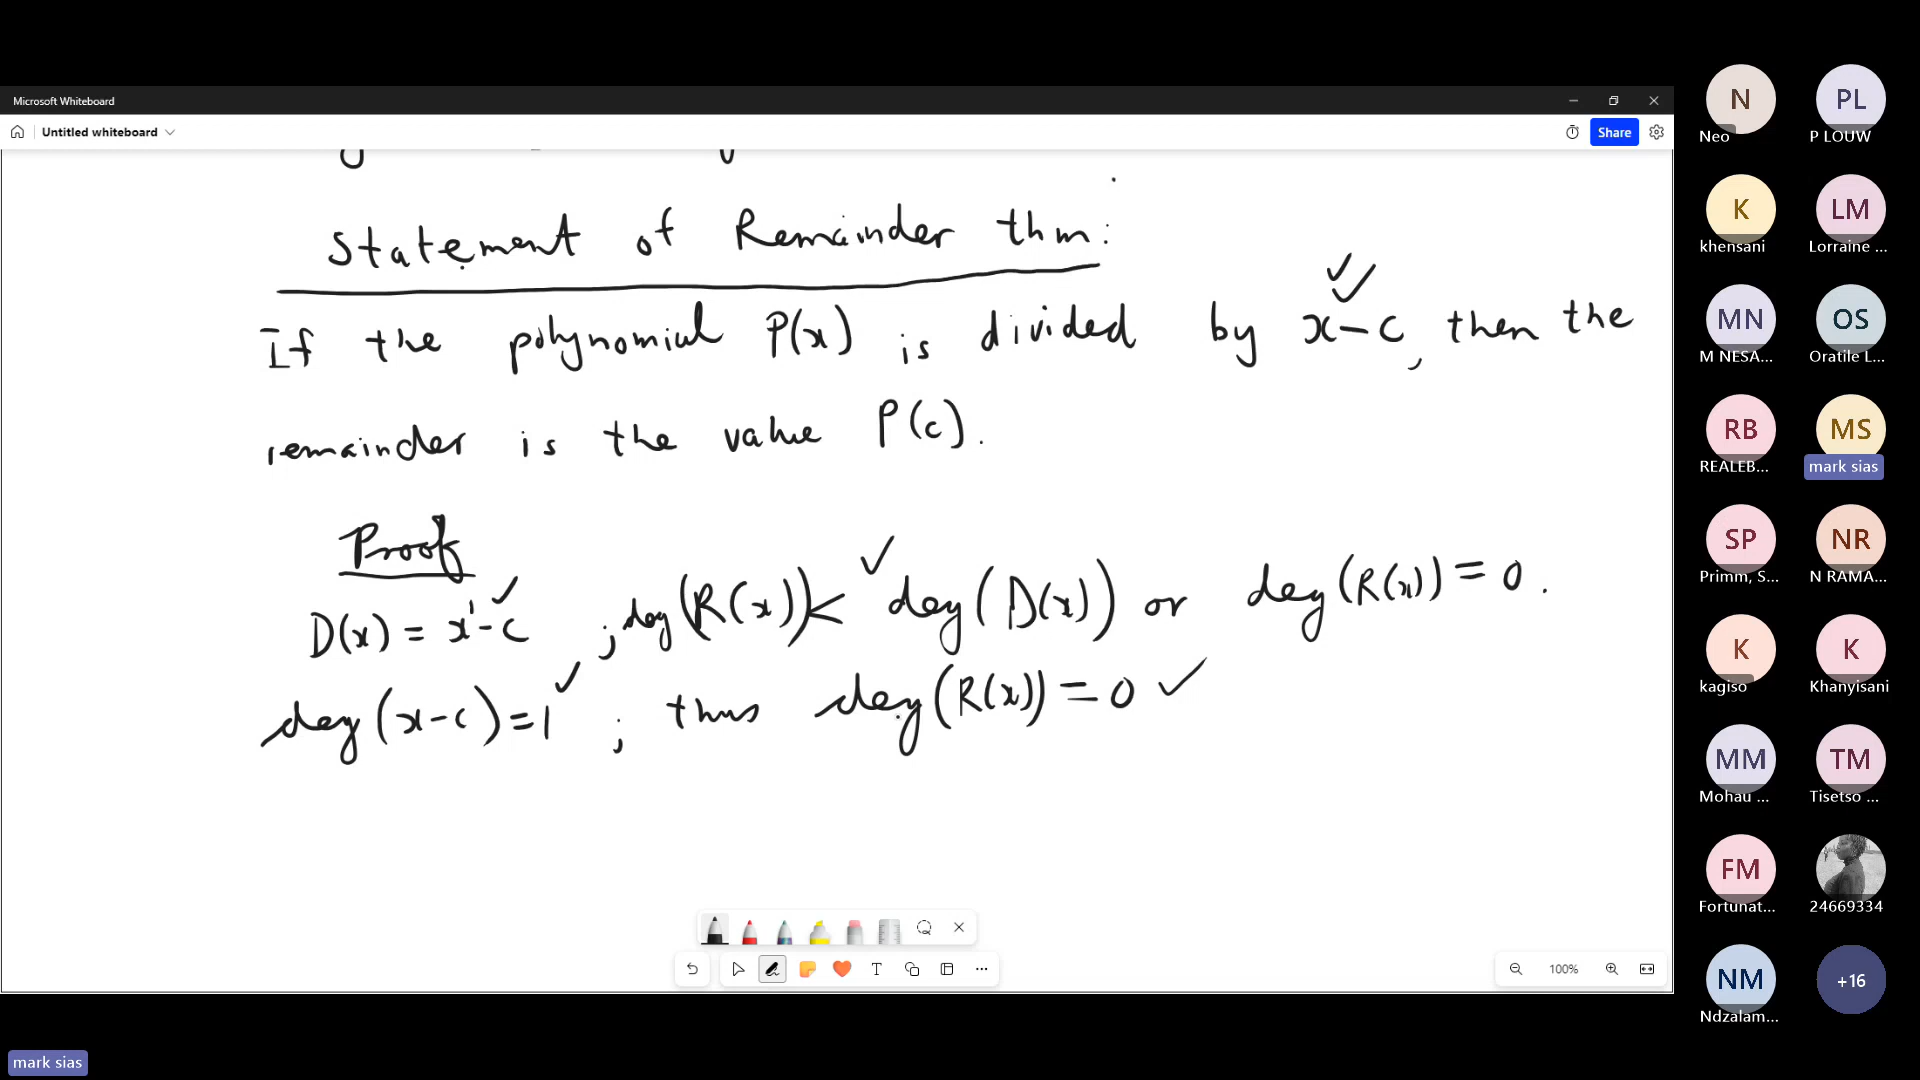 Microsoft Whiteboard
Untitled whiteboard
Share
Statement of Remainder thm:
If the polynomial P(x) is divided by x-c, then the
remainder is the value P(c).
Proof
D(x) = x¹-c ; deg(R(x)) < deg(D(x)) or deg(R(x)) = 0.
deg(x-c) = 1 ; thus deg(R(x)) = 0
100%
N
Neo
PL
P LOUW
K
khensani
LM
Lorraine ...
MN
M NESA...
OS
Oratile L...
RB
REALEB...
MS
mark sias
SP
Primm, S...
NR
N RAMA...
K
kagiso
K
Khanyisani
MM
Mohau ...
TM
Tisetso ...
FM
Fortunat...
24669334
NM
Ndzalam...
+16
mark sias